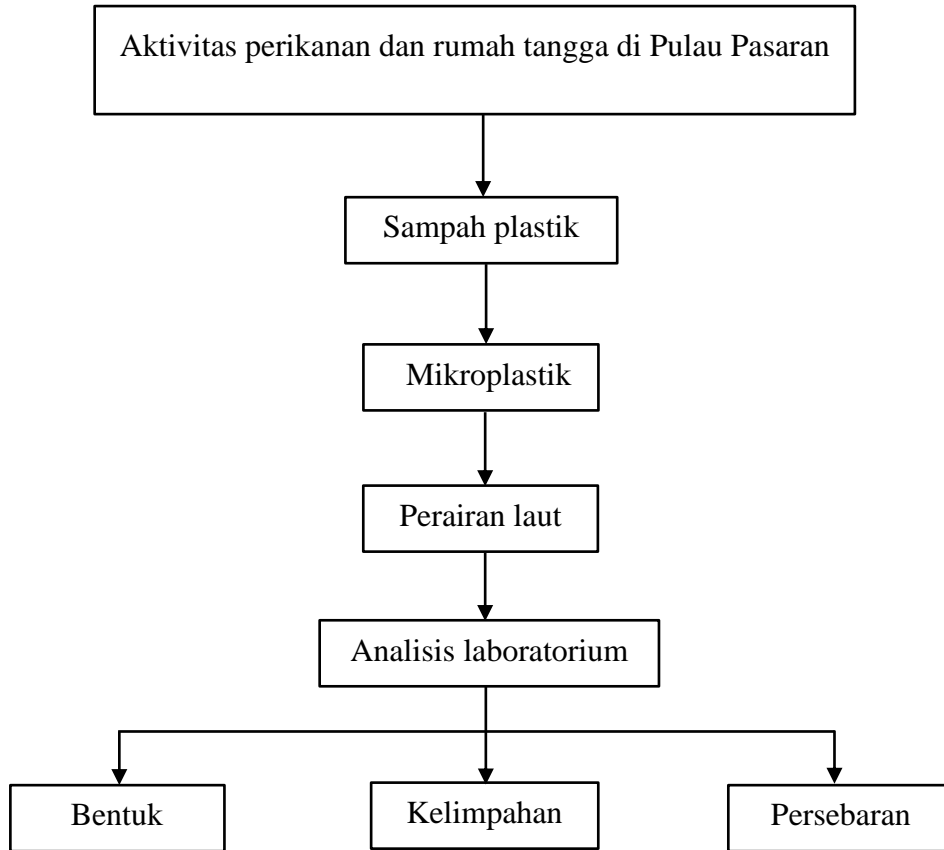 Aktivitas perikanan dan rumah tangga di Pulau Pasaran
Sampah plastik
Mikroplastik
Perairan laut
Analisis laboratorium
Bentuk
Kelimpahan
Persebaran